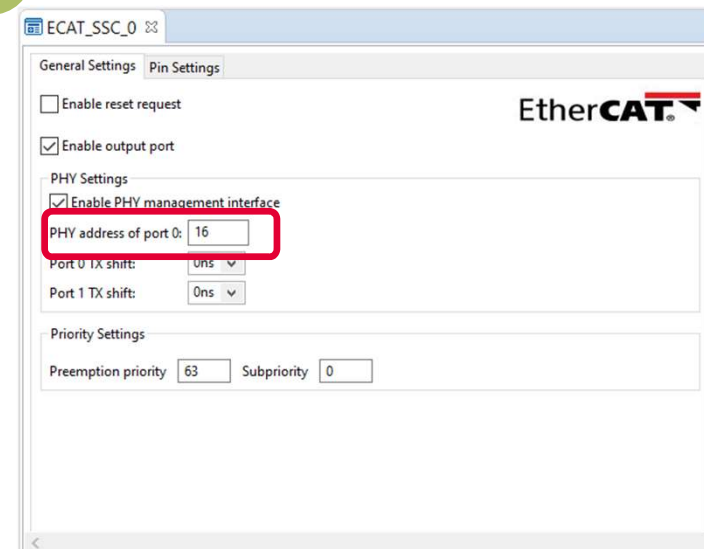 ECAT_SSC_0
General Settings Pin Settings
Enable reset request
EtherCAT®
Enable output port
PHY Settings
Enable PHY management interface
PHY address of port 0: 16
Port 0 TX shift: 0ns
Port 1 TX shift: 0ns
Priority Settings
Preemption priority 63 Subpriority 0